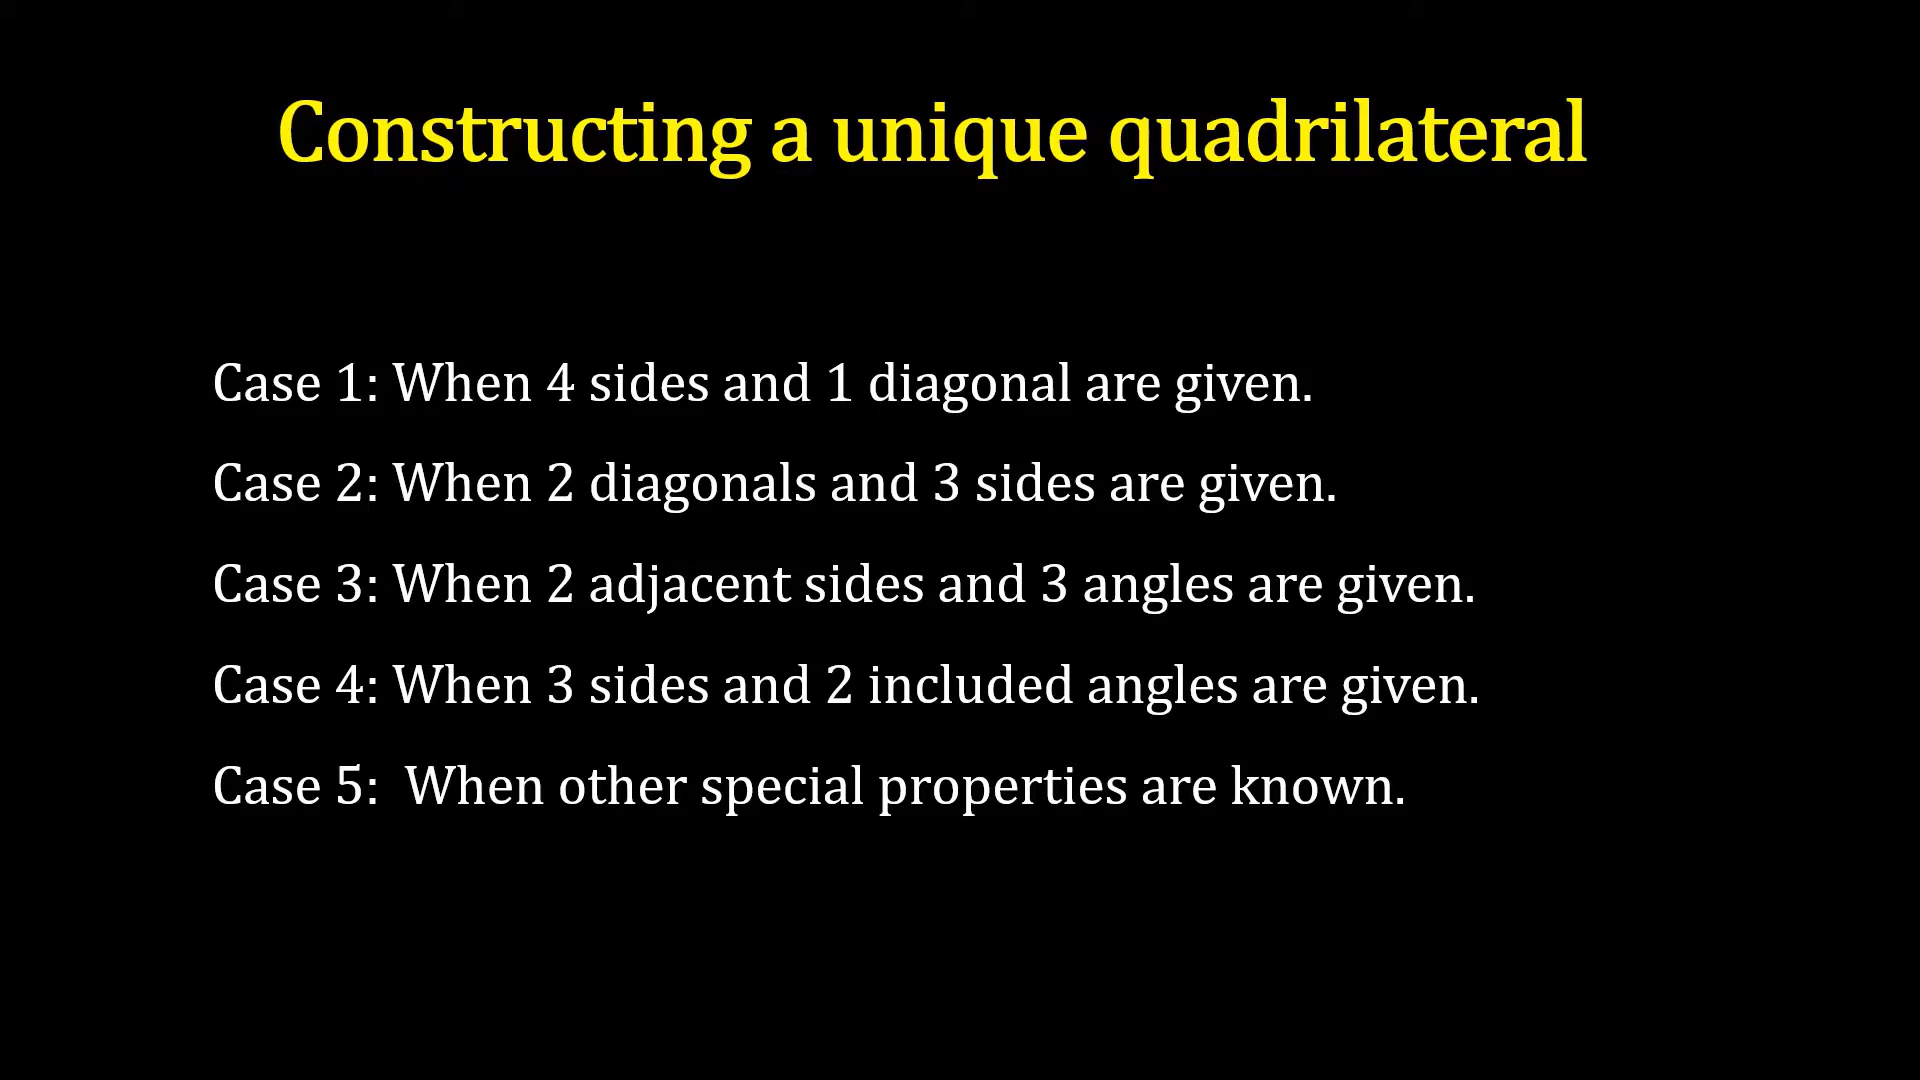 Constructing a unique quadrilateral
Case 1: When 4 sides and 1 diagonal are given.
Case 2: When 2 diagonals and 3 sides are given.
Case 3: When 2 adjacent sides and 3 angles are given.
Case 4: When 3 sides and 2 included angles are given.
Case 5:  When other special properties are known.